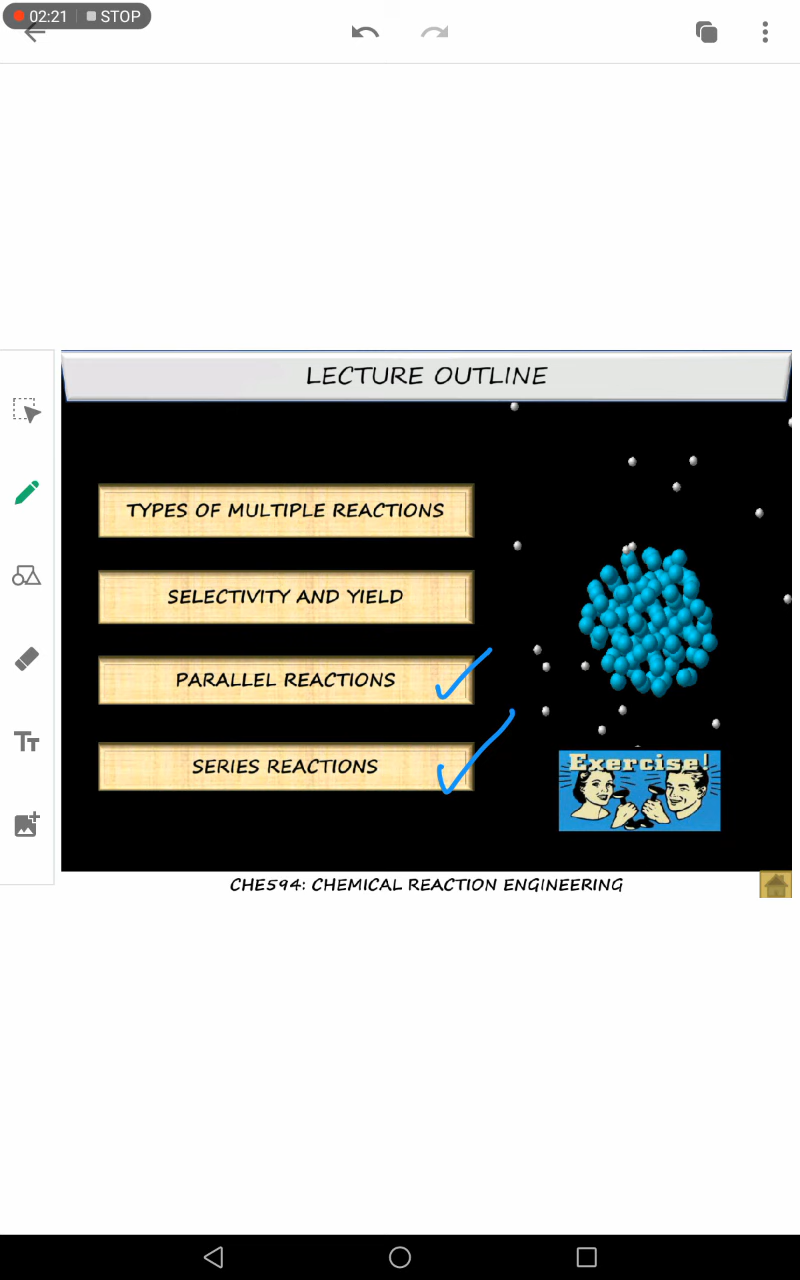 02:21 STOP
LECTURE OUTLINE
TYPES OF MULTIPLE REACTIONS
SELECTIVITY AND YIELD
PARALLEL REACTIONS
SERIES REACTIONS
Exercise!
CHE594: CHEMICAL REACTION ENGINEERING
TT